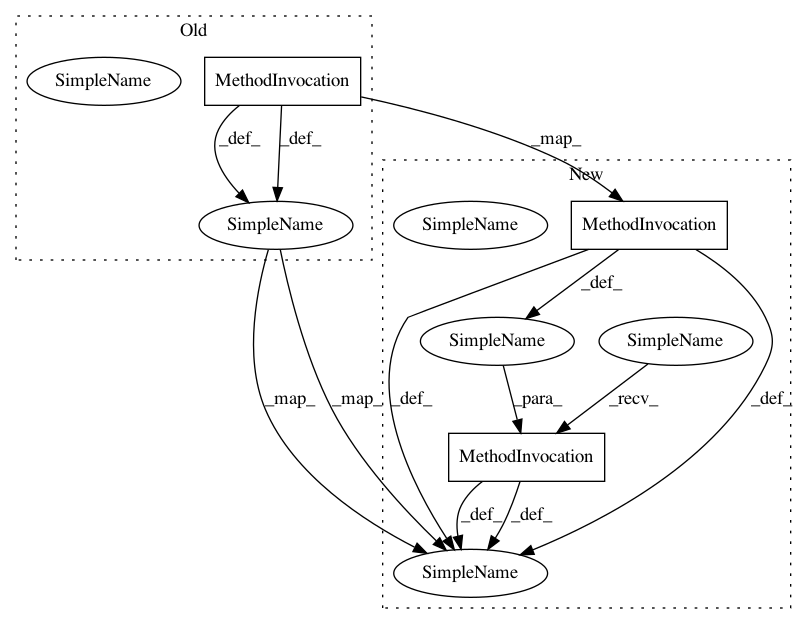 Old
SimpleName
MethodInvocation
_def_
_def_
_map_
New
SimpleName
SimpleName
MethodInvocation
_def_
SimpleName
SimpleName
_map_
_map_
_def_
_para_
_recv_
_def_
MethodInvocation
_def_
_def_
SimpleName